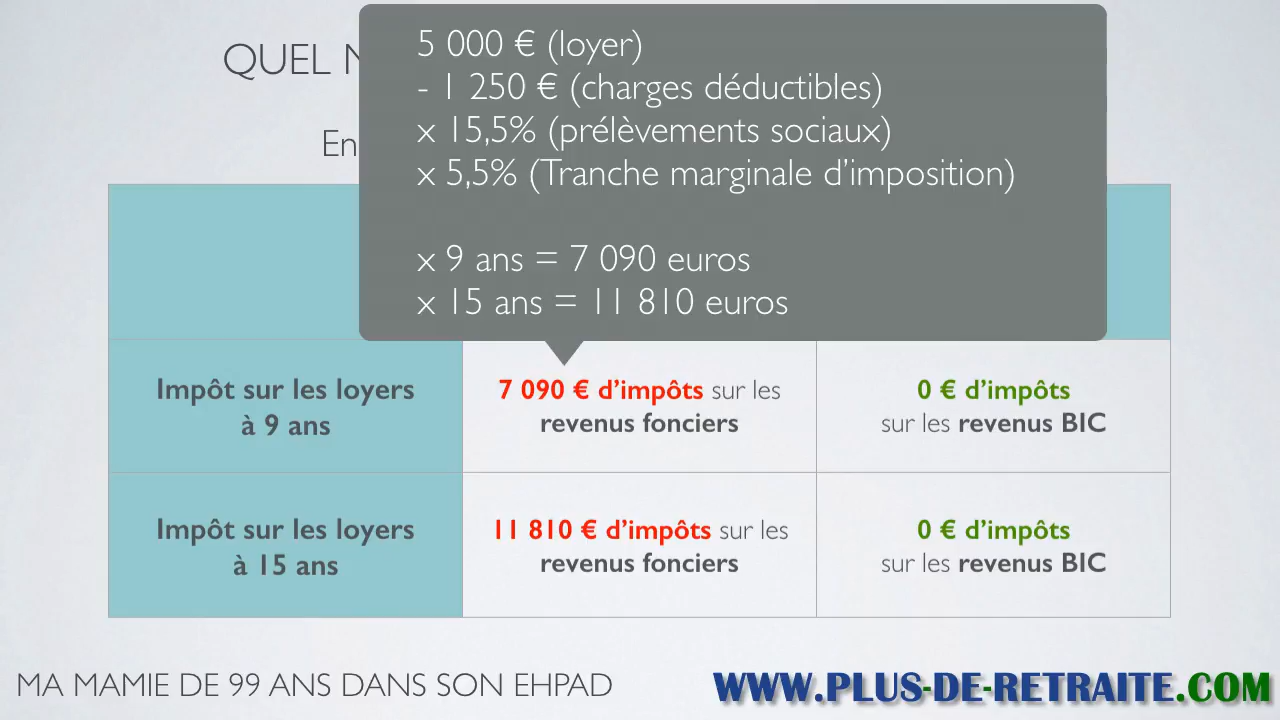 QUEL
5 000 € (loyer)
- 1 250 € (charges déductibles)
x 15,5% (prélèvements sociaux)
x 5,5% (Tranche marginale d’imposition)
x 9 ans = 7 090 euros
x 15 ans = 11 810 euros
En
Impôt sur les loyers
à 9 ans
7 090 € d’impôts sur les
revenus fonciers
0 € d’impôts
sur les revenus BIC
Impôt sur les loyers
à 15 ans
11 810 € d’impôts sur les
revenus fonciers
0 € d’impôts
sur les revenus BIC
MA MAMIE DE 99 ANS DANS SON EHPAD
WWW.PLUS-DE-RETRAITE.COM